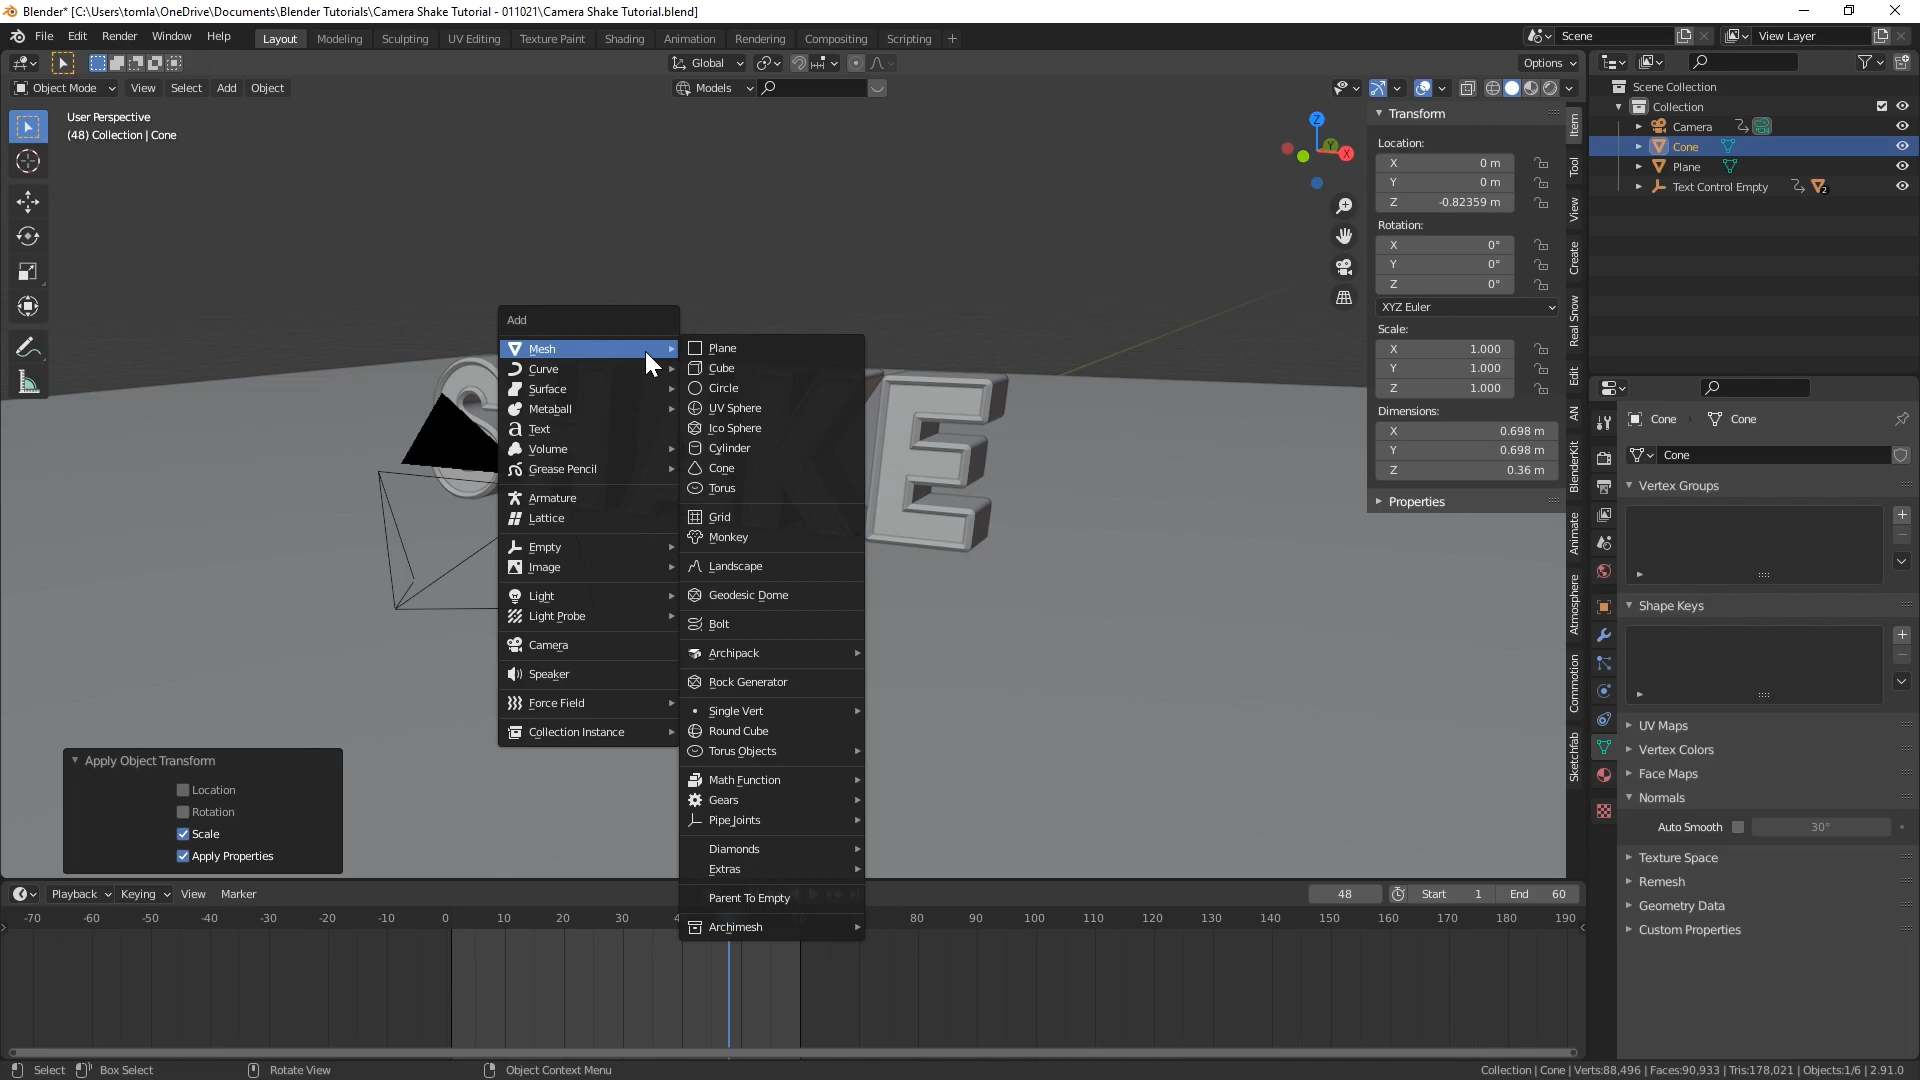 Blender* [C:\Users\tomla\OneDrive\Documents\Blender Tutorials\Camera Shake Tutorial - 011021\Camera Shake Tutorial.blend]
File Edit Render Window Help Layout Modeling Sculpting UV Editing Texture Paint Shading Animation Rendering Compositing Scripting + Scene View Layer
Global Options
Object Mode View Select Add Object Models
User Perspective
(48) Collection | Cone
Z
Y
X
Transform
Location:
X 0 m
Y 0 m
Z -0.82359 m
Rotation:
X 0°
Y 0°
Z 0°
XYZ Euler
Scale:
X 1.000
Y 1.000
Z 1.000
Dimensions:
X 0.698 m
Y 0.698 m
Z 0.36 m
Properties
Item
Tool
View
Create
Real Snow
Edit
AN
BlenderKit
Animate
Atmosphere
Commotion
Sketchfab
Scene Collection
Collection
Camera
Cone
Plane
Text Control Empty 2
Cone Cone
Cone
Vertex Groups
Shape Keys
UV Maps
Vertex Colors
Face Maps
Normals
Auto Smooth 30°
Texture Space
Remesh
Geometry Data
Custom Properties
Add
Mesh
Curve
Surface
Metaball
Text
Volume
Grease Pencil
Armature
Lattice
Empty
Image
Light
Light Probe
Camera
Speaker
Force Field
Collection Instance
Plane
Cube
Circle
UV Sphere
Ico Sphere
Cylinder
Cone
Torus
Grid
Monkey
Landscape
Geodesic Dome
Bolt
Archipack
Rock Generator
Single Vert
Round Cube
Torus Objects
Math Function
Gears
Pipe Joints
Diamonds
Extras
Parent To Empty
Archimesh
SHAKE
Apply Object Transform
Location
Rotation
Scale
Apply Properties
Playback Keying View Marker 48 Start 1 End 60
-70 -60 -50 -40 -30 -20 -10 0 10 20 30 4 80 90 100 110 120 130 140 150 160 170 180 190
Select Box Select Rotate View Object Context Menu Collection | Cone | Verts:88,496 | Faces:90,933 | Tris:178,021 | Objects:1/6 | 2.91.0